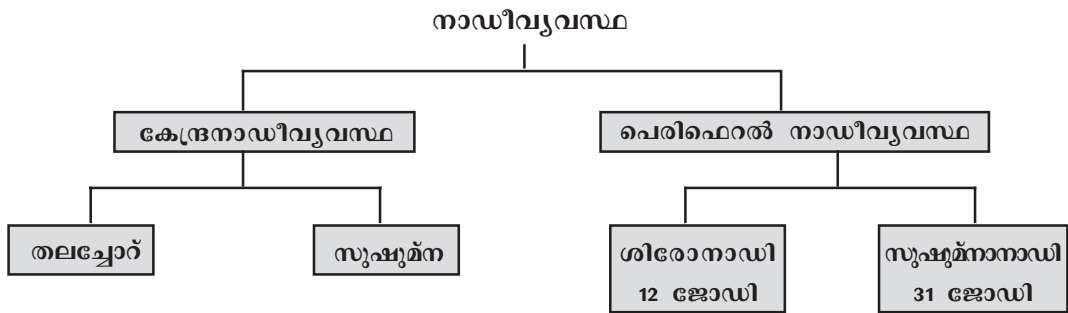 നാഡീവ്യവസ്ഥ
കേന്ദ്രനാഡീവ്യവസ്ഥ
പെരിഫെറൽ നാഡീവ്യവസ്ഥ
തലച്ചോറ്
സുഷുമ്ന
ശിരോനാഡി
12 ജോഡി
സുഷുമ്നാനാഡി
31 ജോഡി